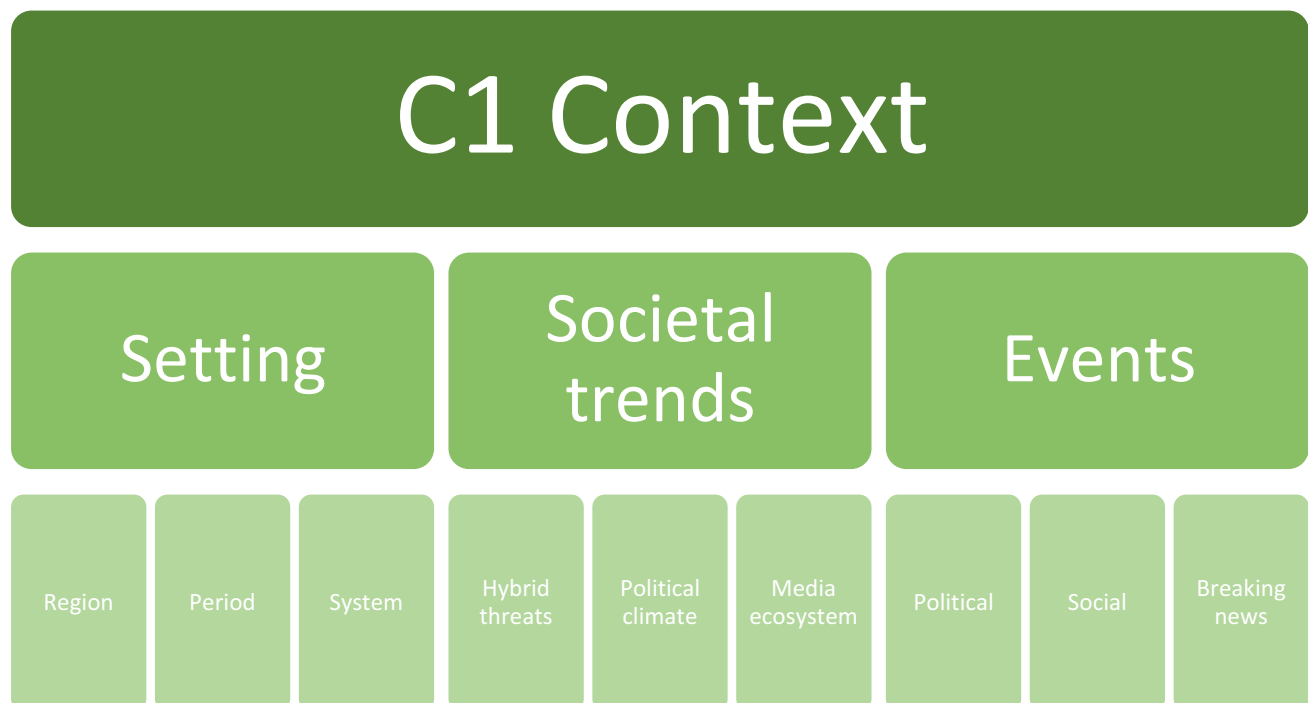 C1 Context
Setting
Societal
trends
Events
Region
Period
System
Hybrid
threats
Political
climate
Media
ecosystem
Political
Social
Breaking
news